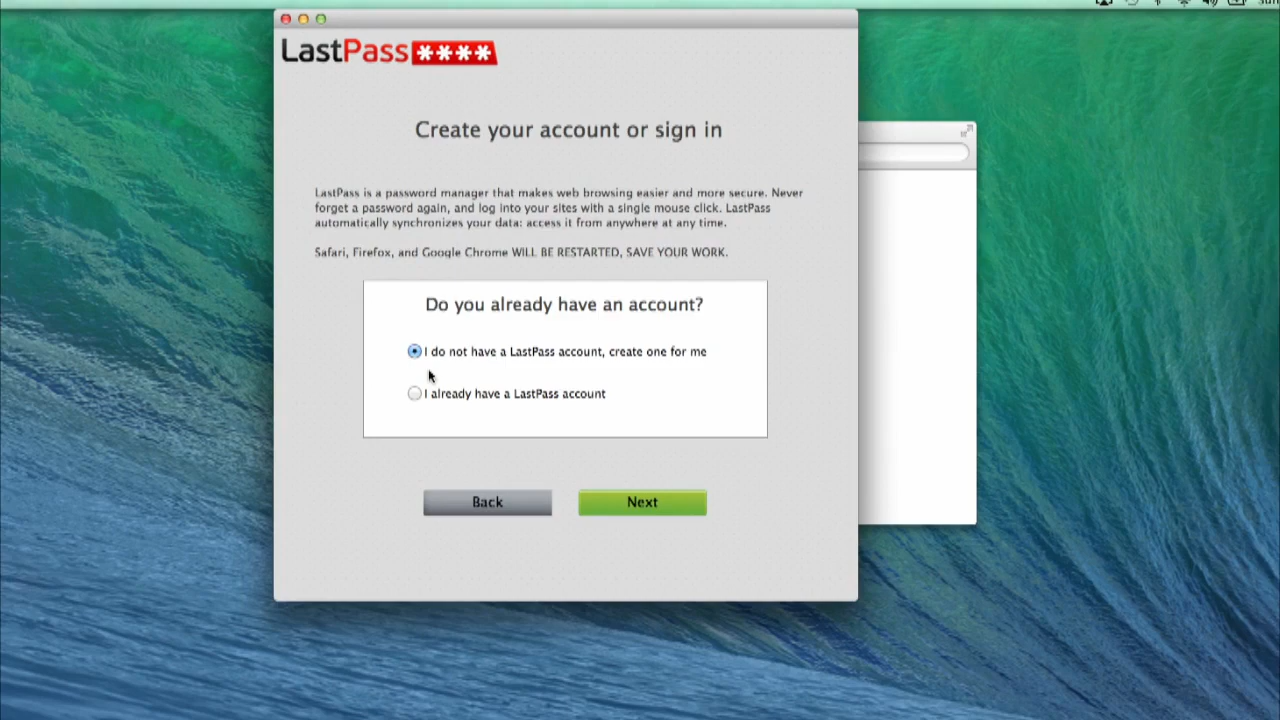 LastPass ****
Create your account or sign in
LastPass is a password manager that makes web browsing easier and more secure. Never
forget a password again, and log into your sites with a single mouse click. LastPass
automatically synchronizes your data: access it from anywhere at any time.
Safari, Firefox, and Google Chrome WILL BE RESTARTED, SAVE YOUR WORK.
Do you already have an account?
I do not have a LastPass account, create one for me
I already have a LastPass account
Back
Next